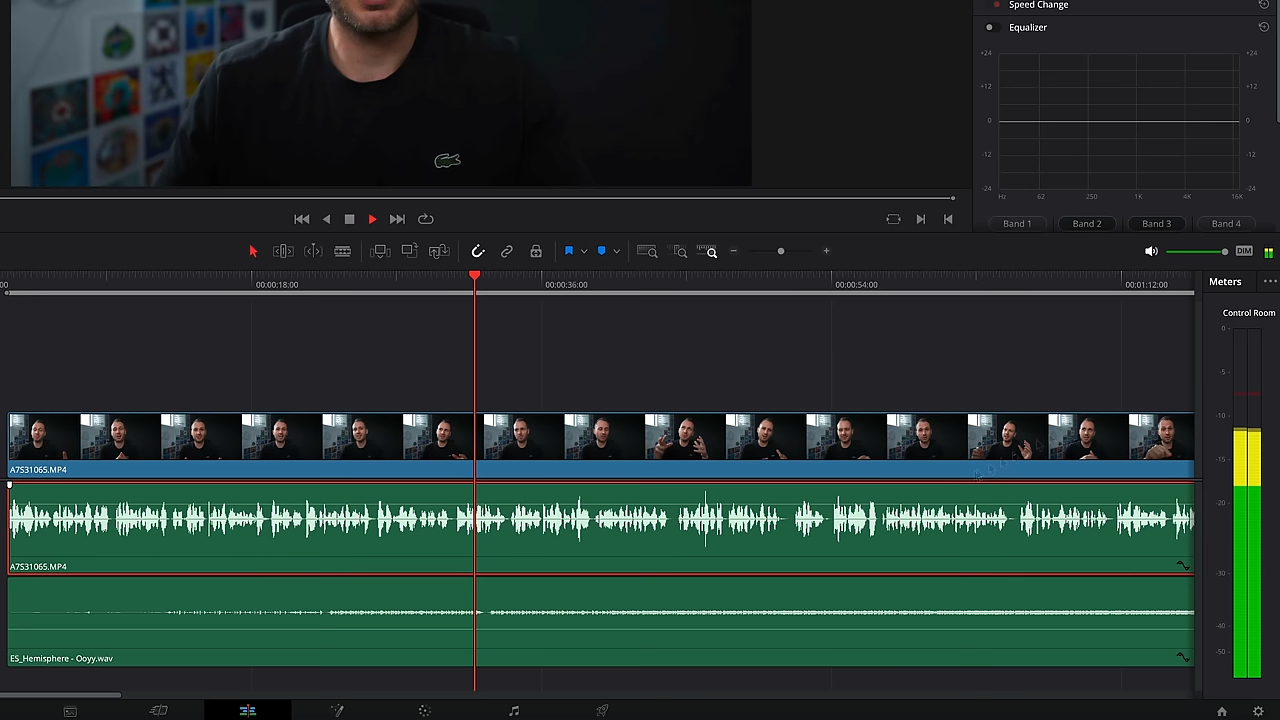 Speed Change
Equalizer
+24 +24
+12 +12
0 0
-12 -12
-24 -24
Hz 62 250 1K 4K 16K
Band 1 Band 2 Band 3 Band 4
DIM
00 00:00:18:00 00:00:36:00 00:00:54:00 00:01:12:00
Meters
Control Room
0
-5
-10
-15
-20
-30
-40
-50
A7S31065.MP4
A7S31065.MP4
ES_Hemisphere - Ooyy.wav